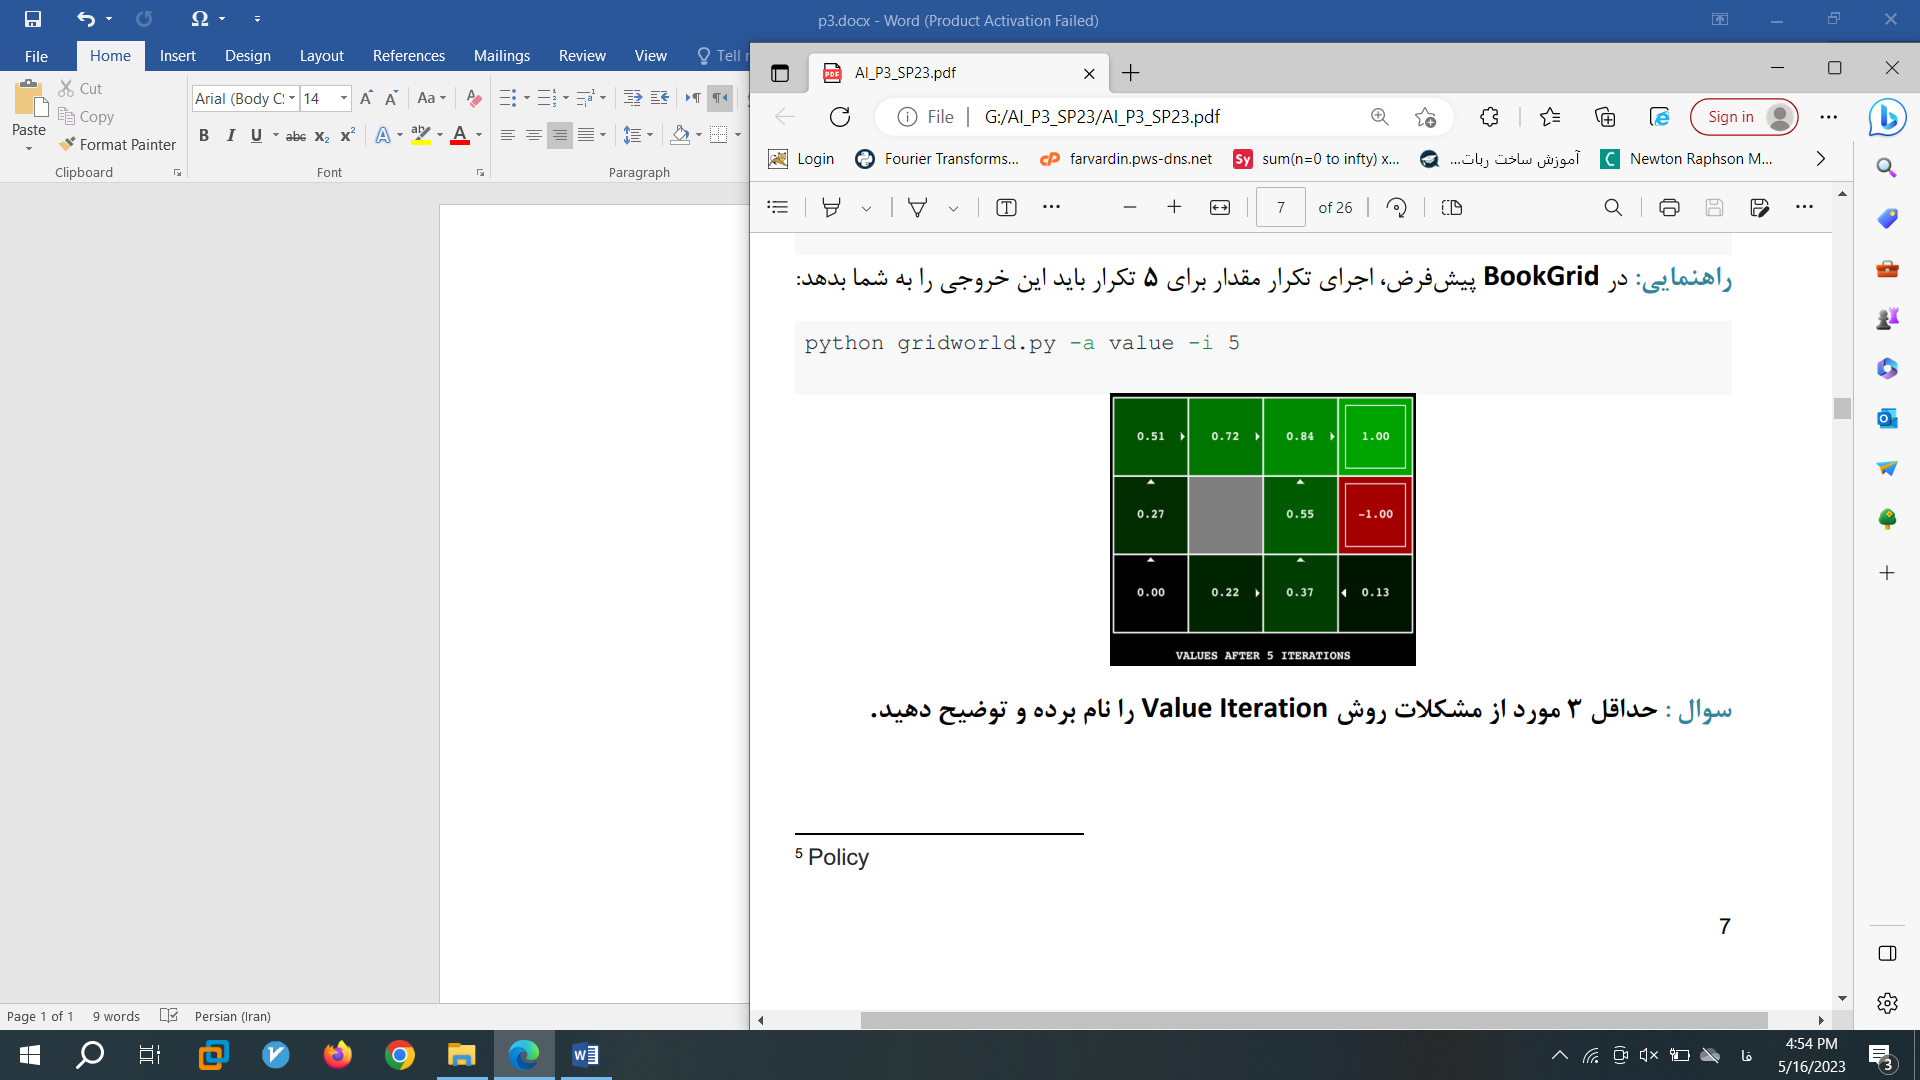 p3.docx - Word (Product Activation Failed)
File Home Insert Design Layout References Mailings Review View Tell
Paste
Cut
Copy
Format Painter
Clipboard
Arial (Body C 14
Font
Paragraph
AI_P3_SP23.pdf
File G:/AI_P3_SP23/AI_P3_SP23.pdf
Sign in
Login Fourier Transforms... farvardin.pws-dns.net sum(n=0 to infty) x... آموزش ساخت ربات... Newton Raphson M...
7 of 26
راهنمایی: در BookGrid پیش‌فرض، اجرای تکرار مقدار برای ۵ تکرار باید این خروجی را به شما بدهد:
python gridworld.py -a value -i 5
0.51 0.72 0.84 1.00
0.27 0.55 -1.00
0.00 0.22 0.37 0.13
VALUES AFTER 5 ITERATIONS
سوال : حداقل ۳ مورد از مشکلات روش Value Iteration را نام برده و توضیح دهید.
5 Policy
7
Page 1 of 1 9 words Persian (Iran)
فا
4:54 PM
5/16/2023
3